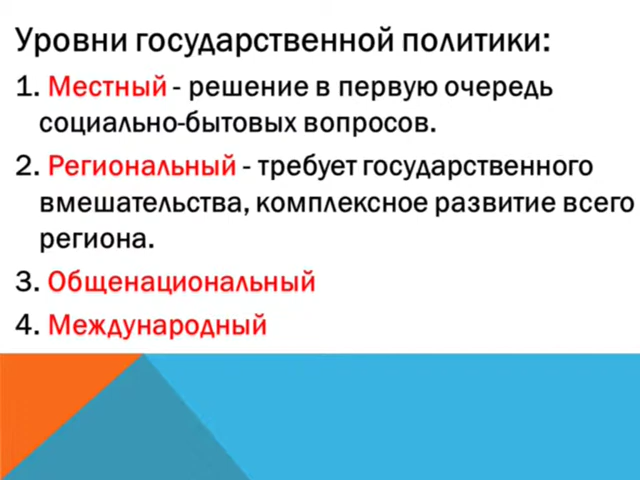 Уровни государственной политики:
1. Местный - решение в первую очередь
социально-бытовых вопросов.
2. Региональный - требует государственного
вмешательства, комплексное развитие всего
региона.
3. Общенациональный
4. Международный